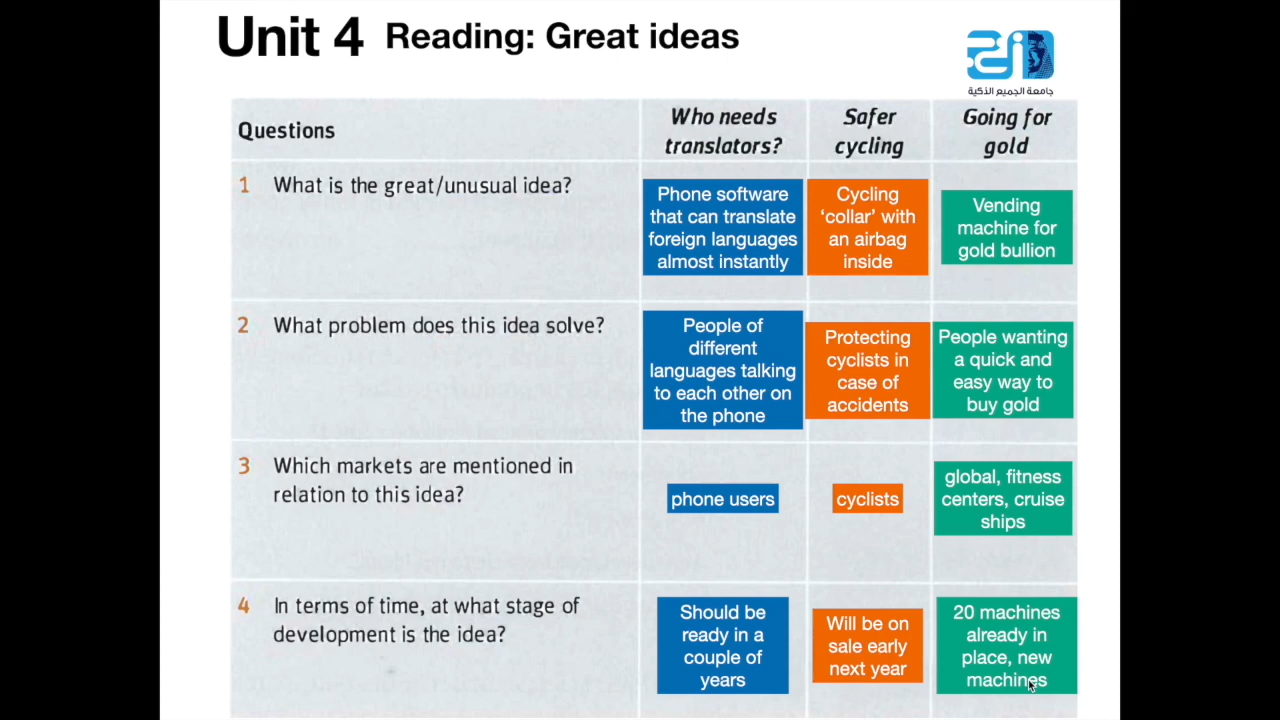 Unit 4 Reading: Great ideas
جامعة الجميع الذكية
Questions
Who needs
translators?
Safer
cycling
Going for
gold
1 What is the great/unusual idea?
Phone software
that can translate
foreign languages
almost instantly
Cycling
‘collar’ with
an airbag
inside
Vending
machine for
gold bullion
2 What problem does this idea solve?
People of
different
languages talking
to each other on
the phone
Protecting
cyclists in
case of
accidents
People wanting
a quick and
easy way to
buy gold
3 Which markets are mentioned in
relation to this idea?
phone users
cyclists
global, fitness
centers, cruise
ships
4 In terms of time, at what stage of
development is the idea?
Should be
ready in a
couple of
years
Will be on
sale early
next year
20 machines
already in
place, new
machines